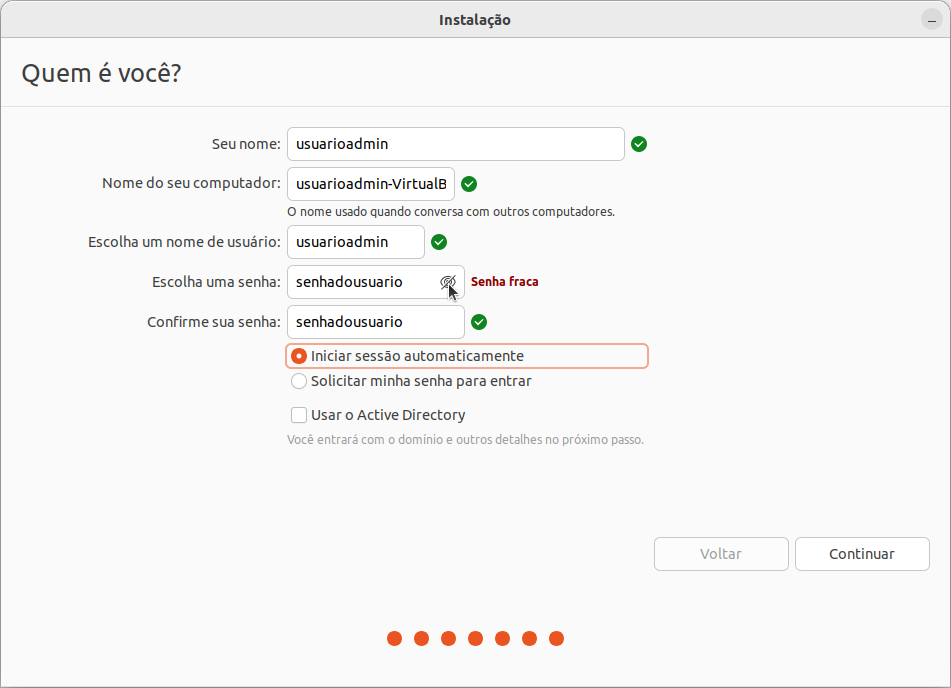 Instalação
Quem é você?
Seu nome: usuarioadmin
Nome do seu computador: usuarioadmin-VirtualB
O nome usado quando conversa com outros computadores.
Escolha um nome de usuário: usuarioadmin
Escolha uma senha: senhadousuario Senha fraca
Confirme sua senha: senhadousuario
Iniciar sessão automaticamente
Solicitar minha senha para entrar
Usar o Active Directory
Você entrará com o domínio e outros detalhes no próximo passo.
Voltar Continuar